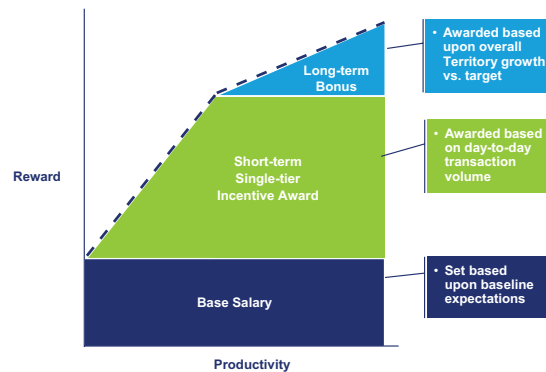 Long-term
Bonus
• Awarded based
upon overall
Territory growth
vs. target
Short-term
Single-tier
Incentive Award
• Awarded based
on day-to-day
transaction
volume
Reward
Base Salary
• Set based
upon baseline
expectations
Productivity